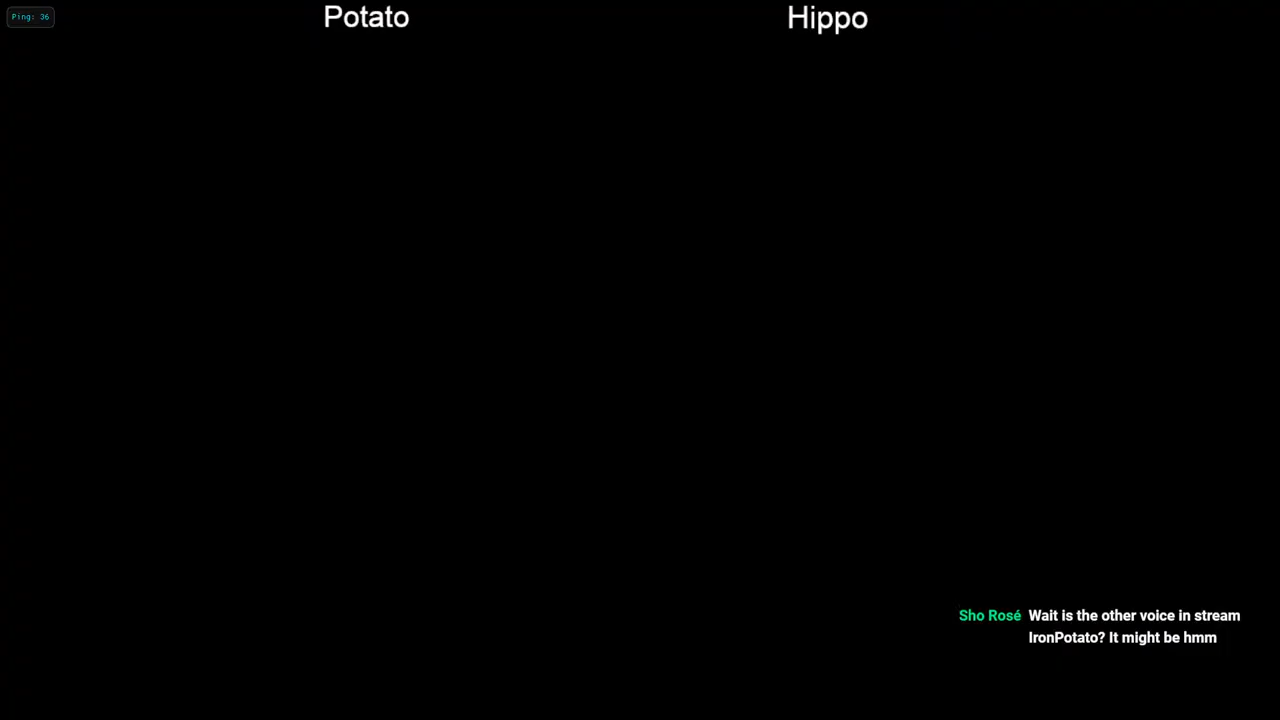 Ping: 36
Potato
Hippo
Sho Rosé Wait is the other voice in stream
IronPotato? It might be hmm